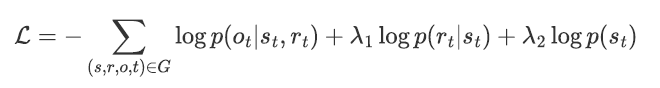 ℒ = − ∑_{(s,r,o,t)∈G} log p(o_t|s_t, r_t) + λ_1 log p(r_t|s_t) + λ_2 log p(s_t)